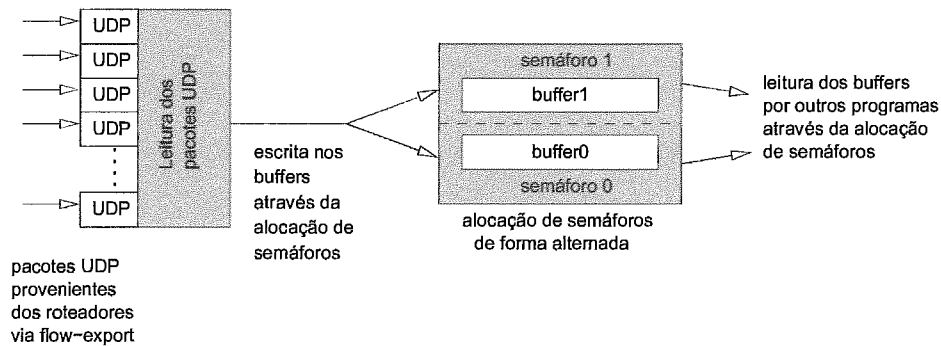 UDP
UDP
UDP
UDP
UDP
Leitura dos
pacotes UDP
pacotes UDP
provenientes
dos roteadores
via flow−export
escrita nos
buffers
através da
alocação de
semáforos
semáforo 1
buffer1
buffer0
semáforo 0
alocação de semáforos
de forma alternada
leitura dos buffers
por outros programas
através da alocação
de semáforos